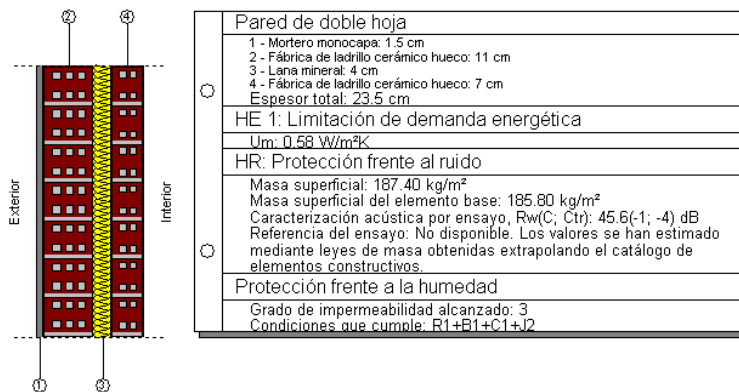 ② ④
Exterior
Interior
① ③
Pared de doble hoja
1 - Mortero monocapa: 1.5 cm
2 - Fábrica de ladrillo cerámico hueco: 11 cm
3 - Lana mineral: 4 cm
4 - Fábrica de ladrillo cerámico hueco: 7 cm
Espesor total: 23.5 cm
HE 1: Limitación de demanda energética
Um: 0.58 W/m²K
HR: Protección frente al ruido
Masa superficial: 187.40 kg/m²
Masa superficial del elemento base: 185.80 kg/m²
Caracterización acústica por ensayo, Rw(C; Ctr): 45.6(-1; -4) dB
Referencia del ensayo: No disponible. Los valores se han estimado
mediante leyes de masa obtenidas extrapolando el catálogo de
elementos constructivos.
Protección frente a la humedad
Grado de impermeabilidad alcanzado: 3
Condiciones que cumple: R1+B1+C1+J2